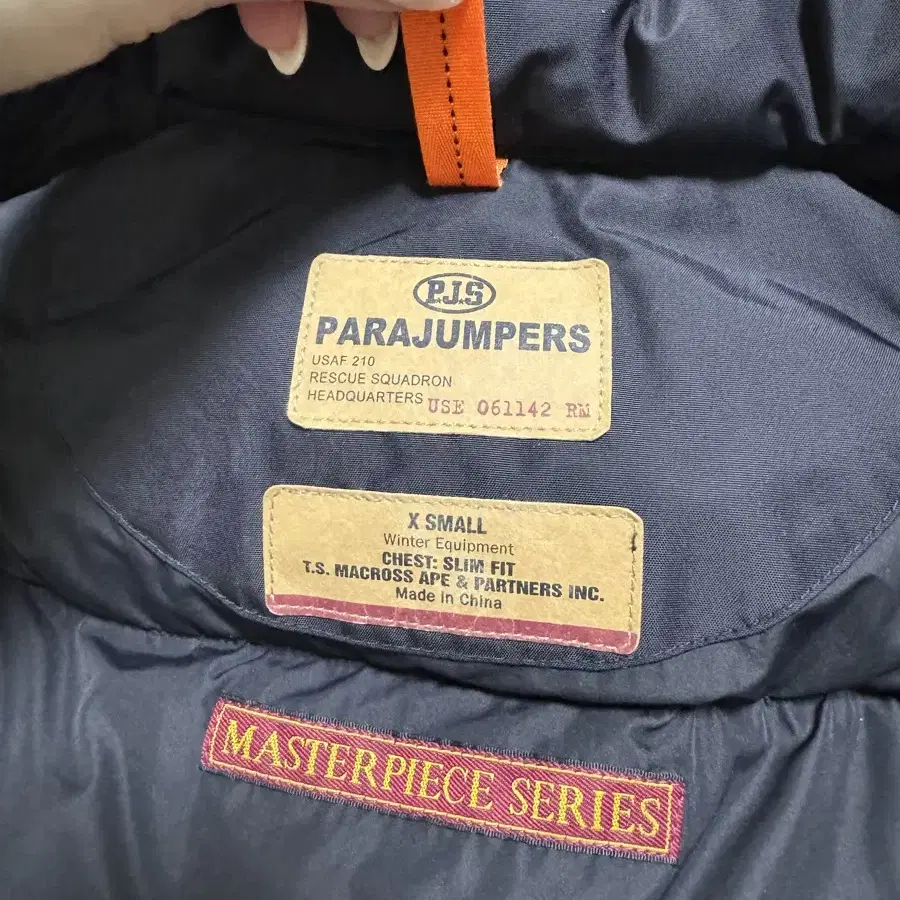 P.J.S
PARAJUMPERS
USAF 210
RESCUE SQUADRON
HEADQUARTERS USE 061142 RM
X SMALL
Winter Equipment
CHEST: SLIM FIT
T.S. MACROSS APE & PARTNERS INC.
Made in China
MASTERPIECE SERIES